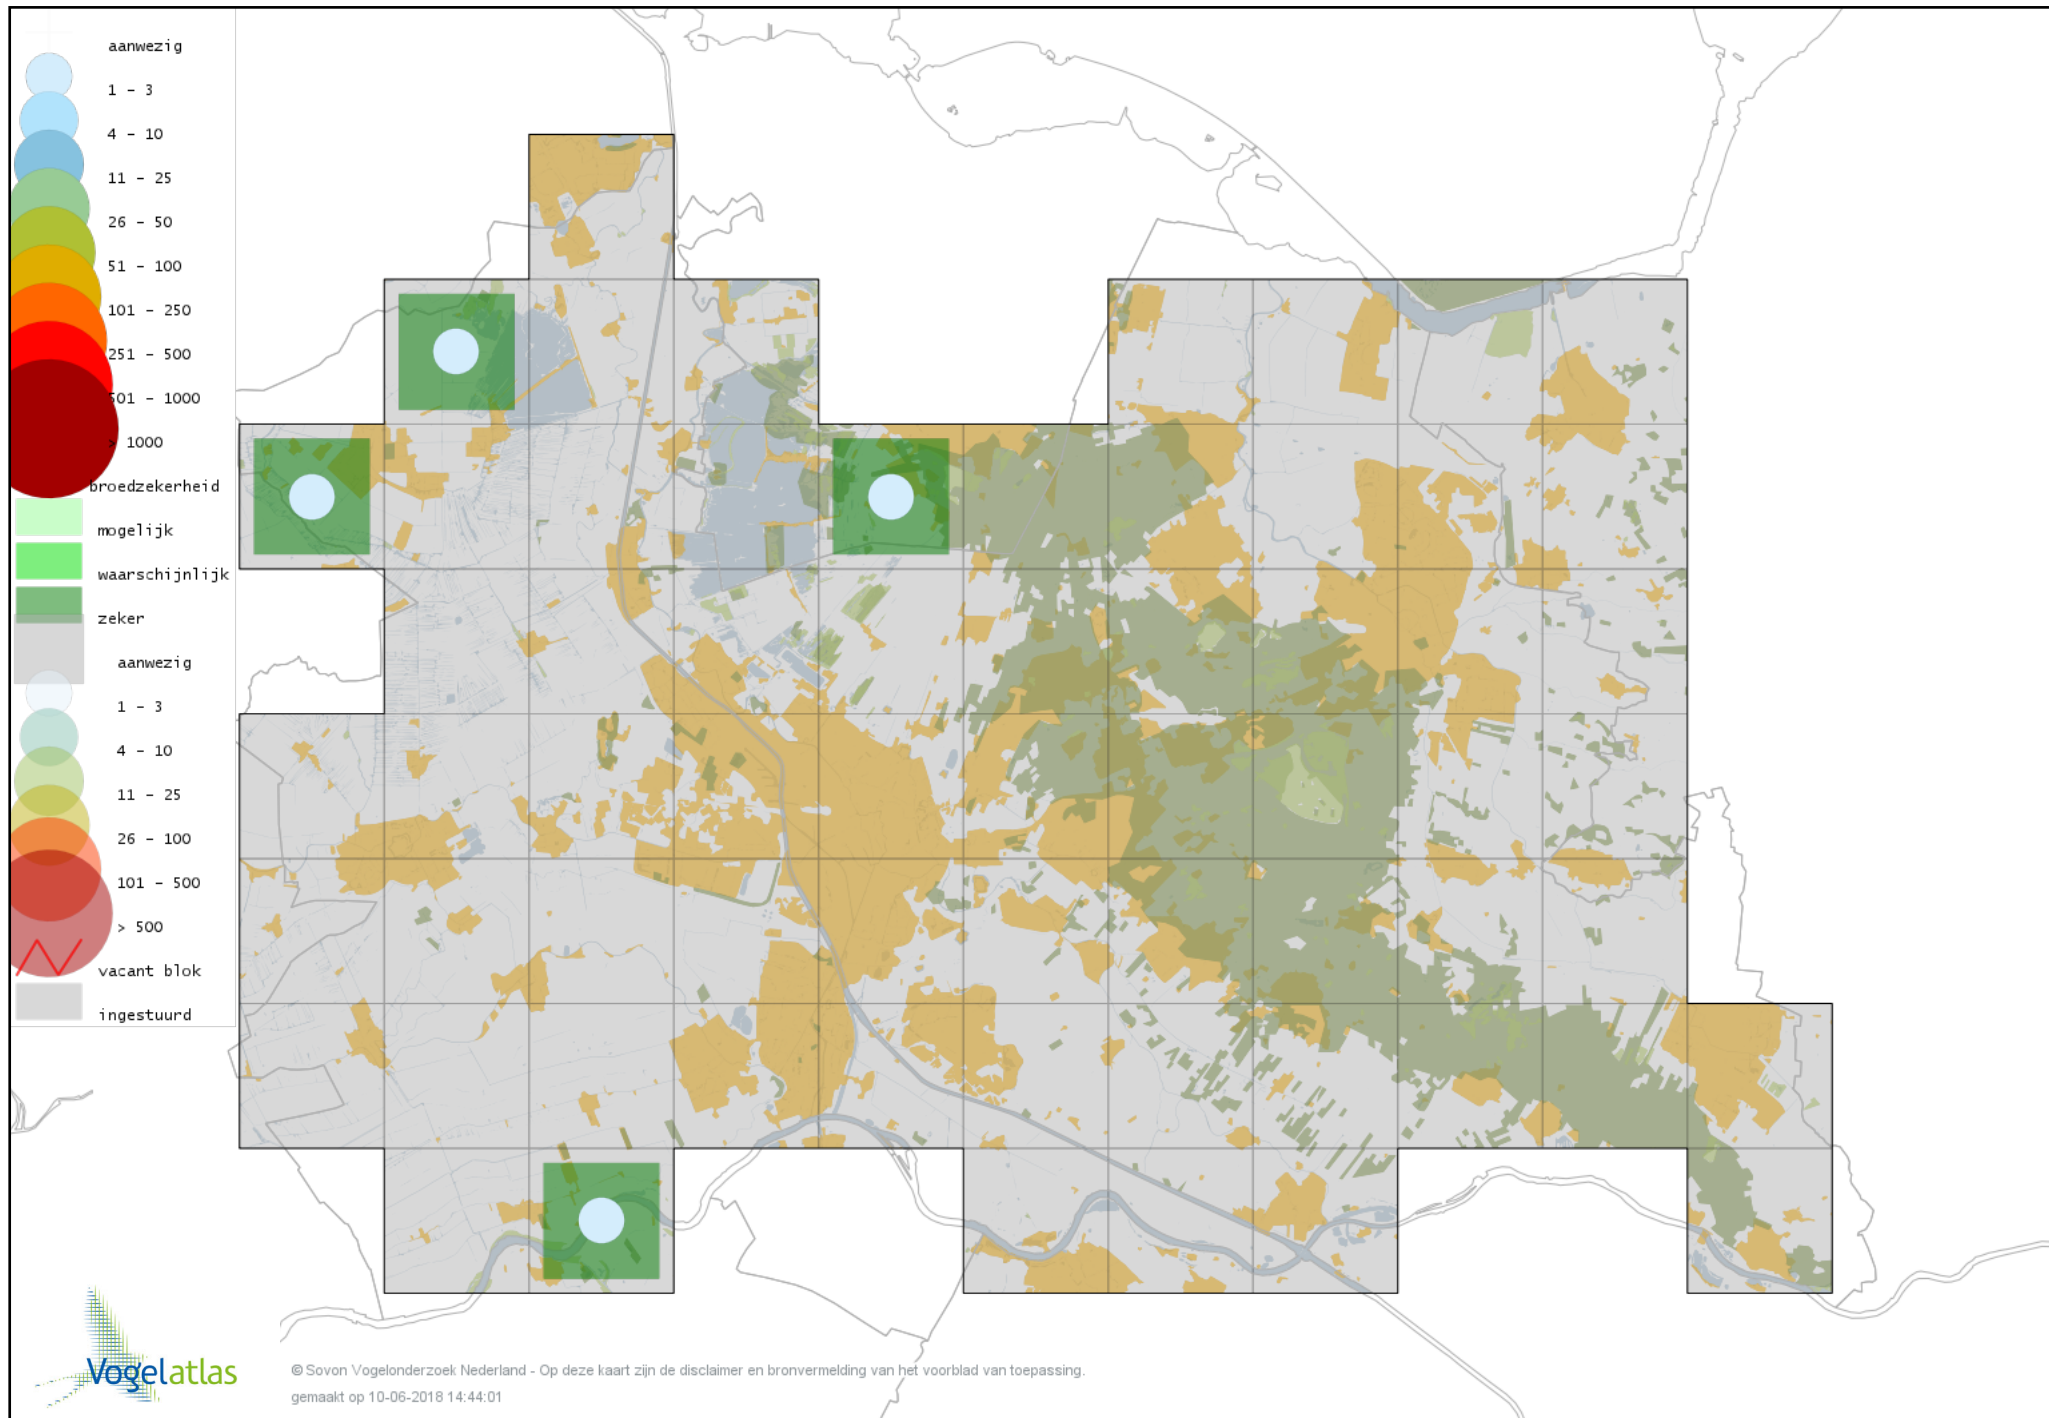 aanwezig
1 - 3
4 - 10
11 - 25
26 - 50
51 - 100
101 - 250
251 - 500
501 - 1000
> 1000
broedzekerheid
mogelijk
waarschijnlijk
zeker
aanwezig
1 - 3
4 - 10
11 - 25
26 - 100
101 - 500
> 500
vacant blok
ingestuurd
Vogelatlas
© Sovon Vogelonderzoek Nederland - Op deze kaart zijn de disclaimer en bronvermelding van het voorblad van toepassing.
gemaakt op 10-06-2018 14:44:01